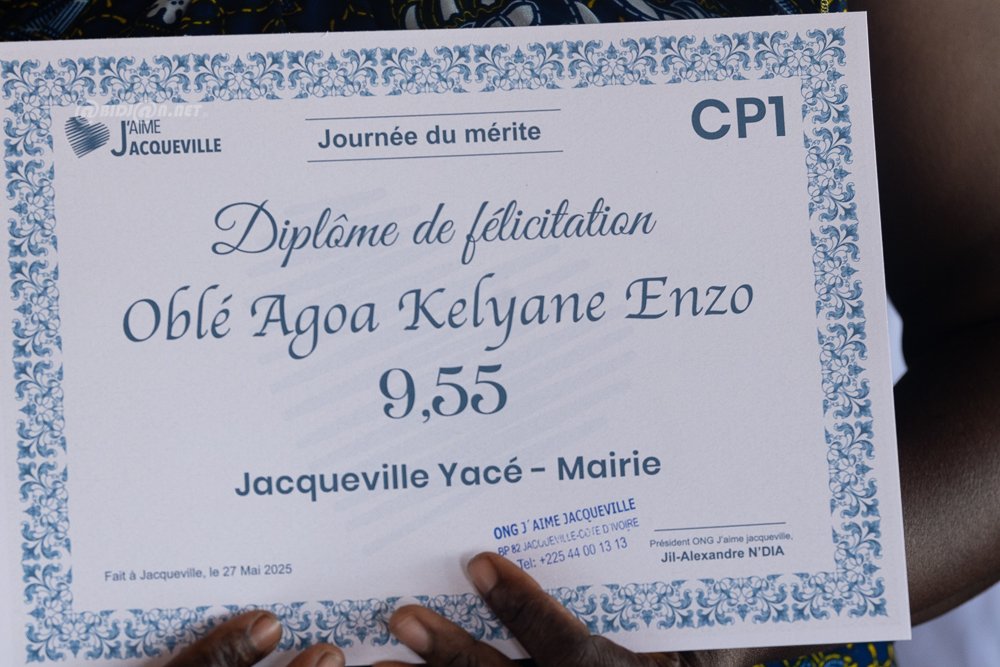 @BIDJ@N.NET
J'AIME
JACQUEVILLE
Journée du mérite
CP1
Diplôme de félicitation
Oblé Agoa Kelyane Enzo
9,55
Jacqueville Yacé – Mairie
ONG J'AIME JACQUEVILLE
BP 82 JACQUEVILLE-COTE D'IVOIRE
Tel: +225 44 00 13 13
Président ONG J'aime jacqueville,
Jil-Alexandre N'DIA
Fait à Jacqueville, le 27 Mai 2025